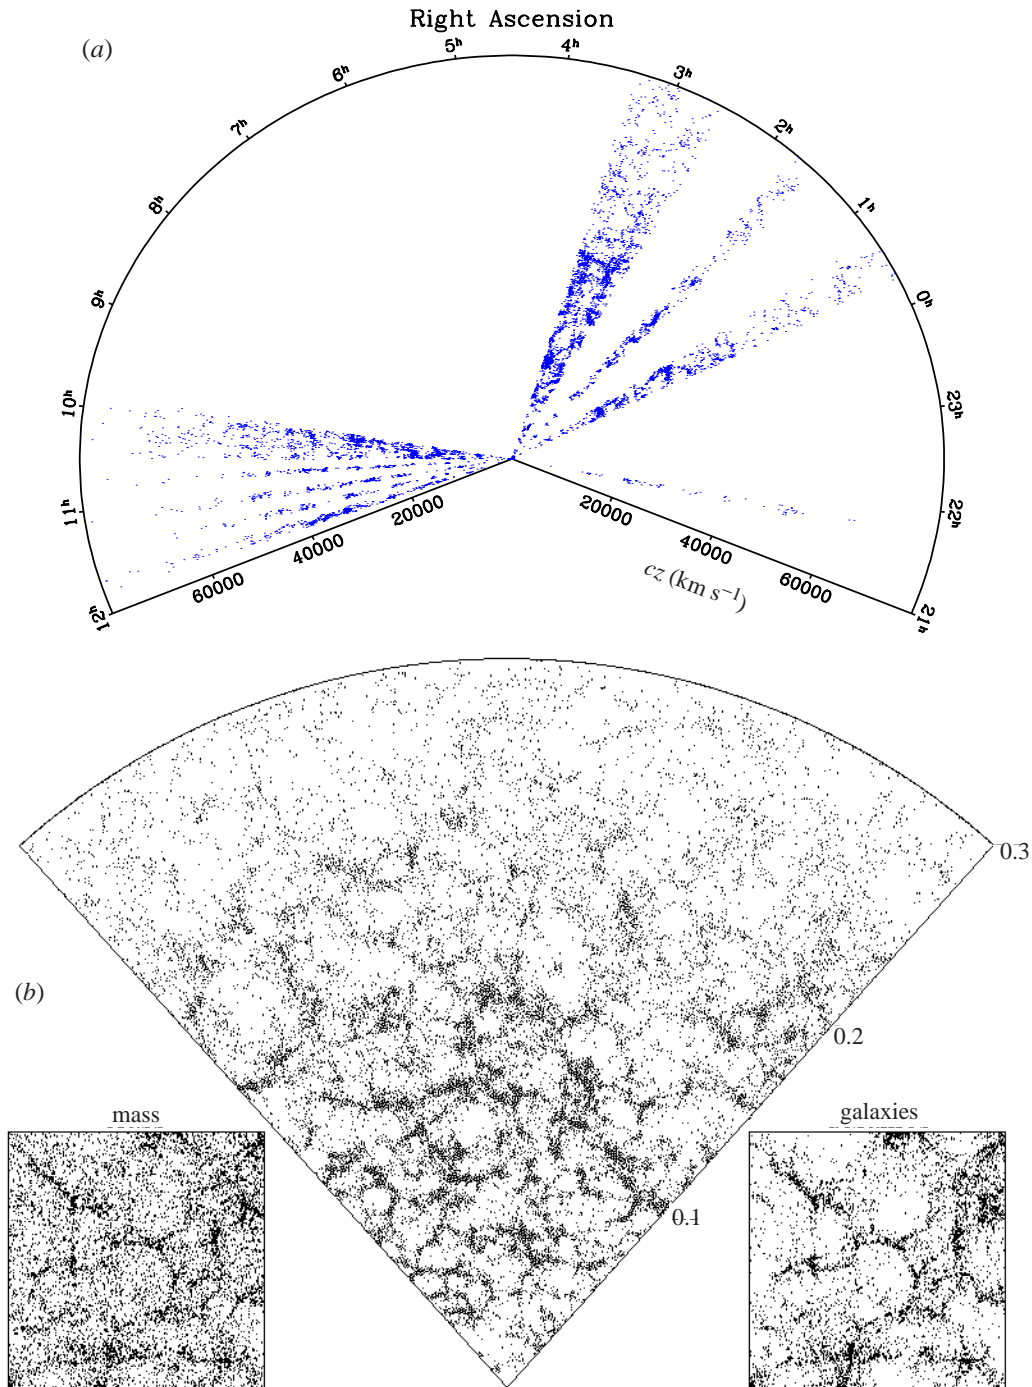 Right Ascension
(a)
5ʰ
4ʰ
6ʰ
3ʰ
7ʰ
2ʰ
8ʰ
1ʰ
9ʰ
0ʰ
10ʰ
23ʰ
11ʰ
22ʰ
12ʰ
21ʰ
20000
40000
60000
20000
40000
60000
cz (km s⁻¹)
(b)
0.3
0.2
0.1
mass
galaxies